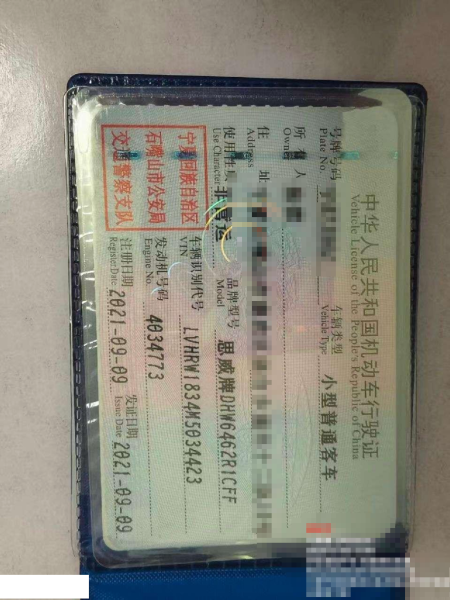 中华人民共和国机动车行驶证
Vehicle License of the People's Republic of China
号牌号码
Plate No.
车辆类型 小型普通客车
Vehicle Type
所有人
Owner
住址
Address
使用性质 非营运
Use Character
品牌型号 思威牌DHW6462R1CFF
Model
宁夏回族自治区
石嘴山市公安局
交通警察支队
车辆识别代号 LVHRW1834M5034423
VIN
发动机号码 4034773
Engine No.
注册日期 2021-09-09
Register Date
发证日期 2021-09-09
Issue Date